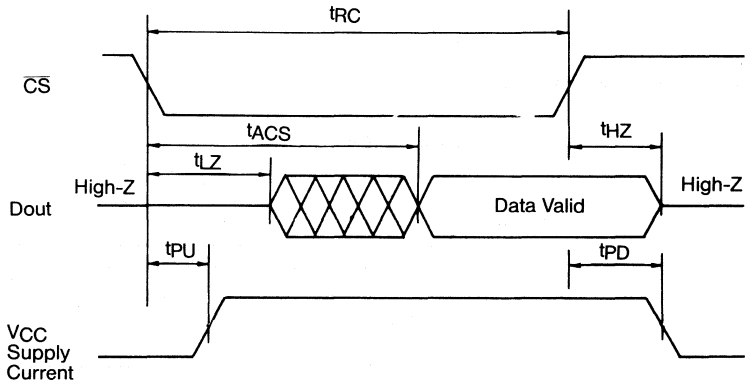 tRC
CS
tACS
tHZ
tLZ
High-Z
High-Z
Dout
Data Valid
tPU
tPD
VCC
Supply
Current